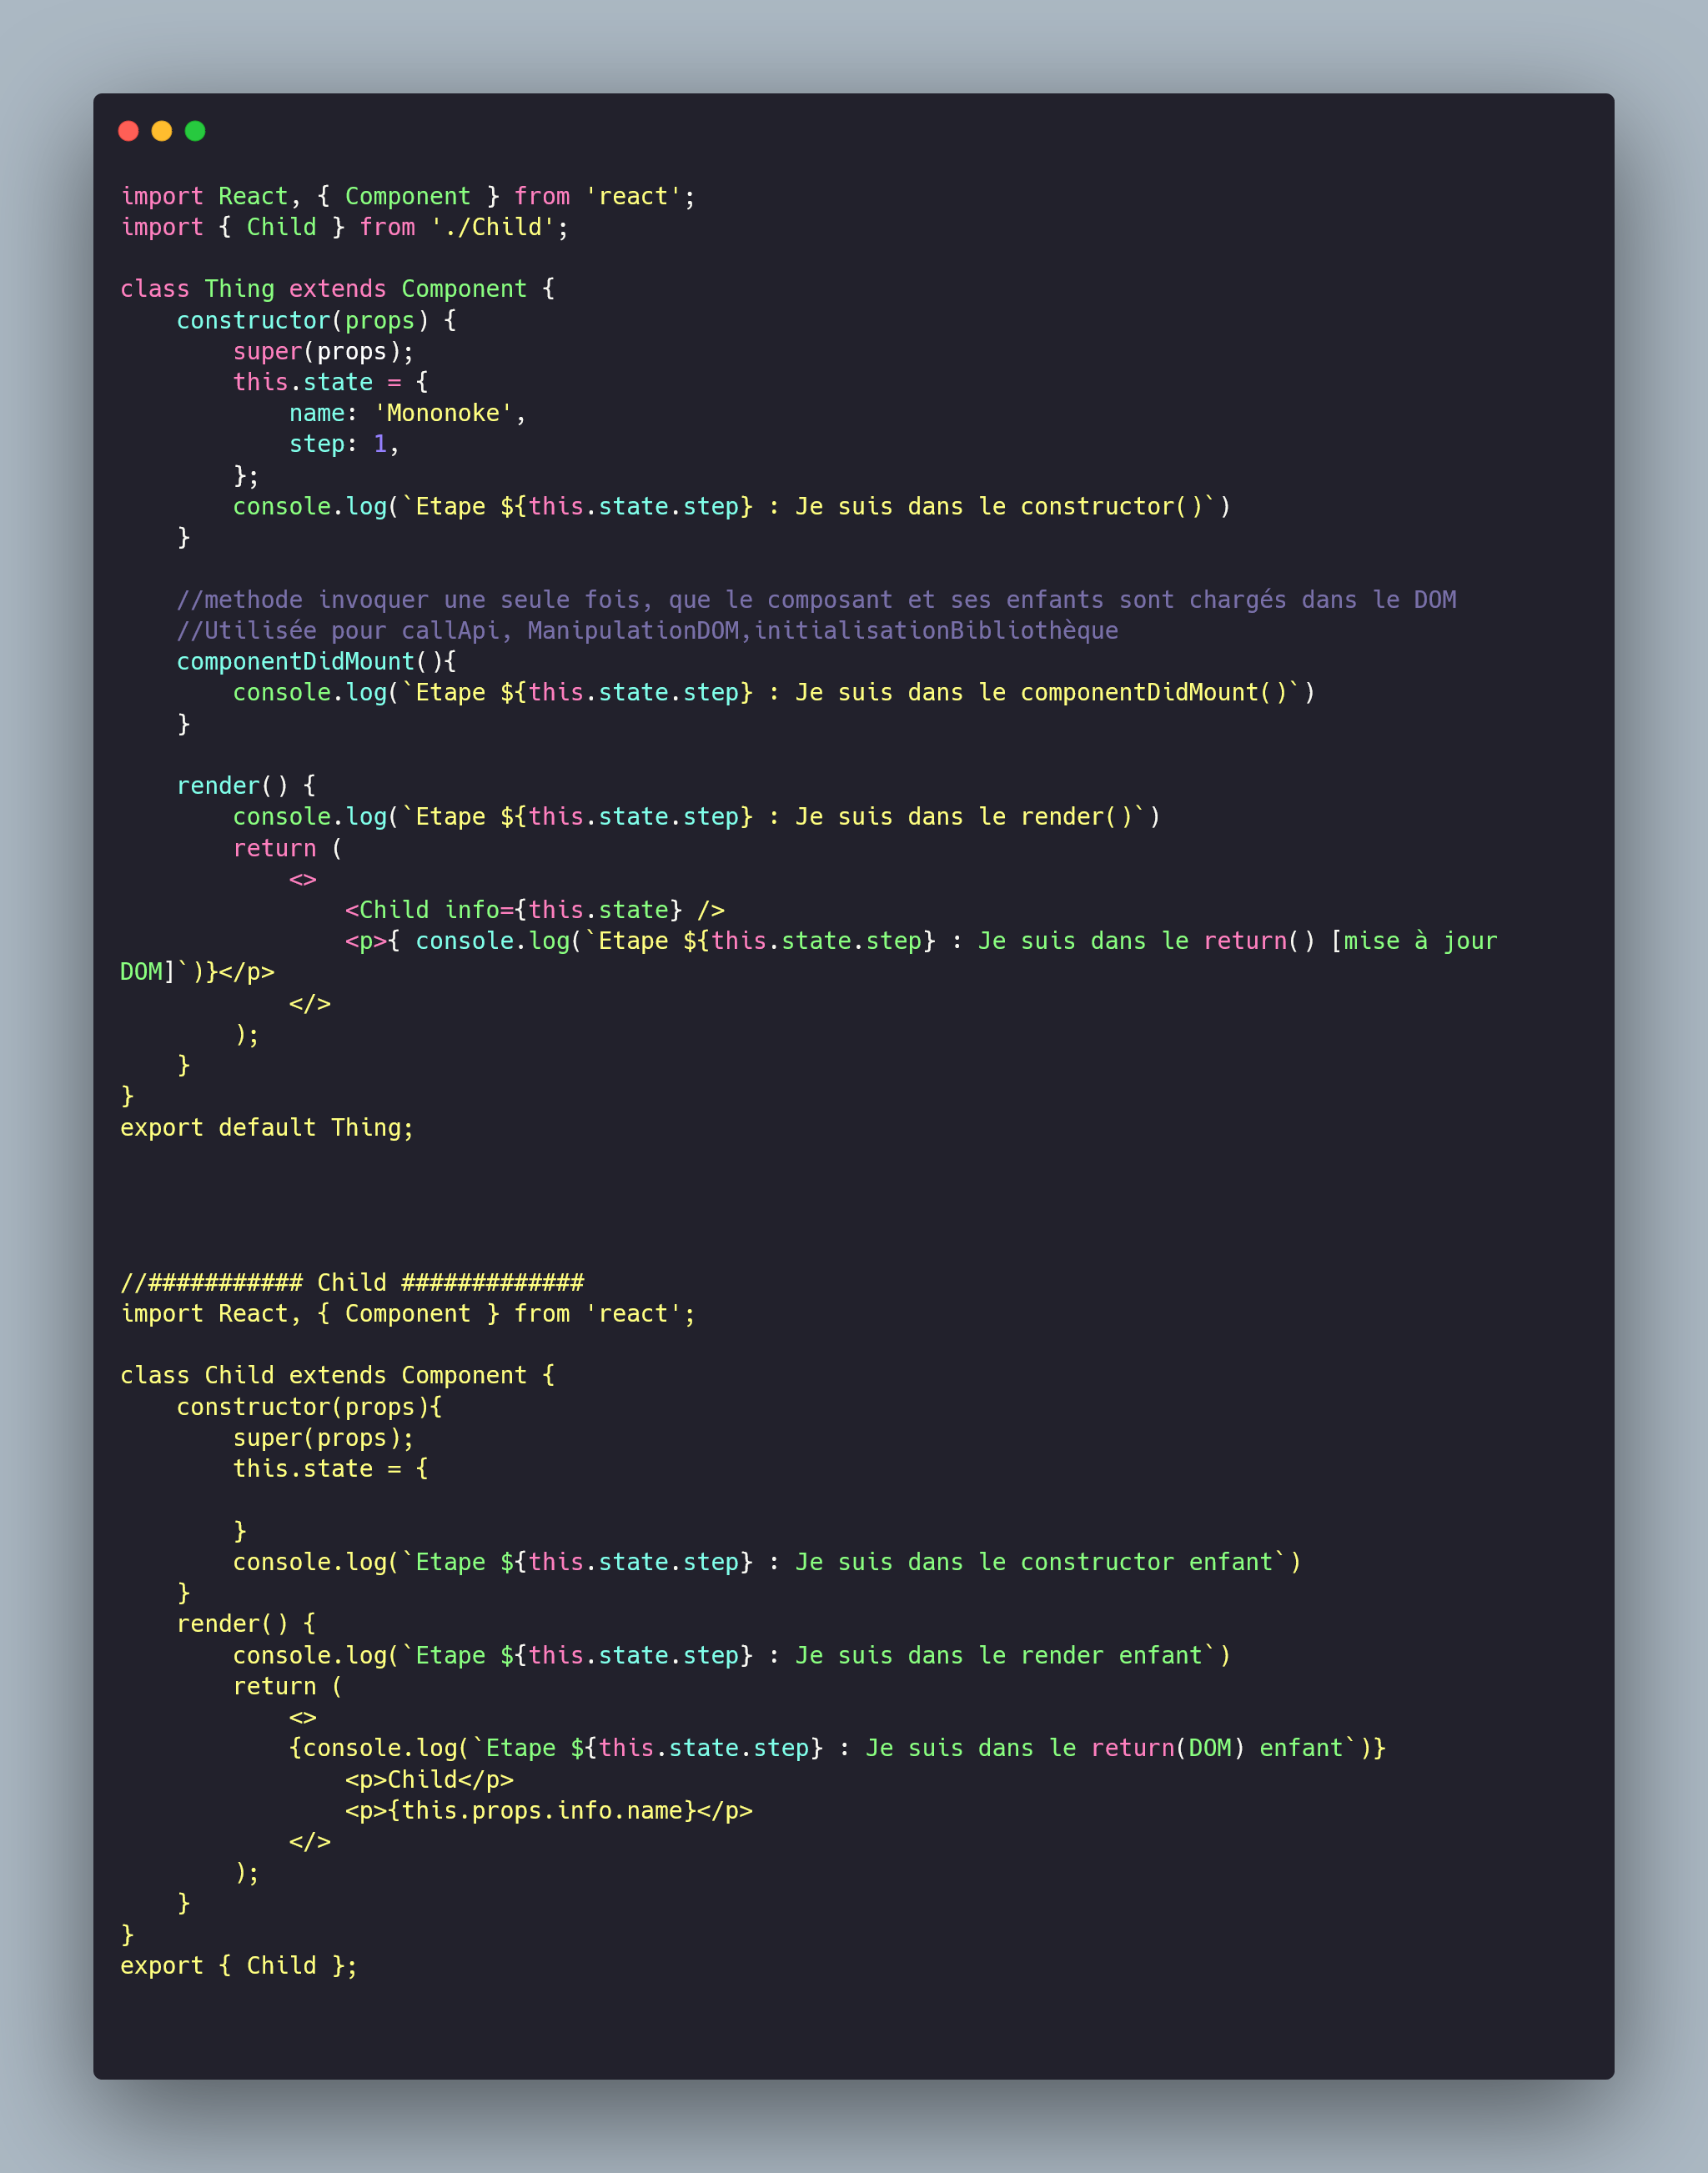 import React, { Component } from 'react';
import { Child } from './Child';

class Thing extends Component {
    constructor(props) {
        super(props);
        this.state = {
            name: 'Mononoke',
            step: 1,
        };
        console.log(`Etape ${this.state.step} : Je suis dans le constructor()`)
    }

    //methode invoquer une seule fois, que le composant et ses enfants sont chargés dans le DOM
    //Utilisée pour callApi, ManipulationDOM,initialisationBibliothèque
    componentDidMount(){
        console.log(`Etape ${this.state.step} : Je suis dans le componentDidMount()`)
    }

    render() {
        console.log(`Etape ${this.state.step} : Je suis dans le render()`)
        return (
            <>
                <Child info={this.state} />
                <p>{ console.log(`Etape ${this.state.step} : Je suis dans le return() [mise à jour
DOM]`)}</p>
            </>
        );
    }
}
export default Thing;

//########### Child #############
import React, { Component } from 'react';

class Child extends Component {
    constructor(props){
        super(props);
        this.state = {

        }
        console.log(`Etape ${this.state.step} : Je suis dans le constructor enfant`)
    }
    render() {
        console.log(`Etape ${this.state.step} : Je suis dans le render enfant`)
        return (
            <>
            {console.log(`Etape ${this.state.step} : Je suis dans le return(DOM) enfant`)}
                <p>Child</p>
                <p>{this.props.info.name}</p>
            </>
        );
    }
}
export { Child };